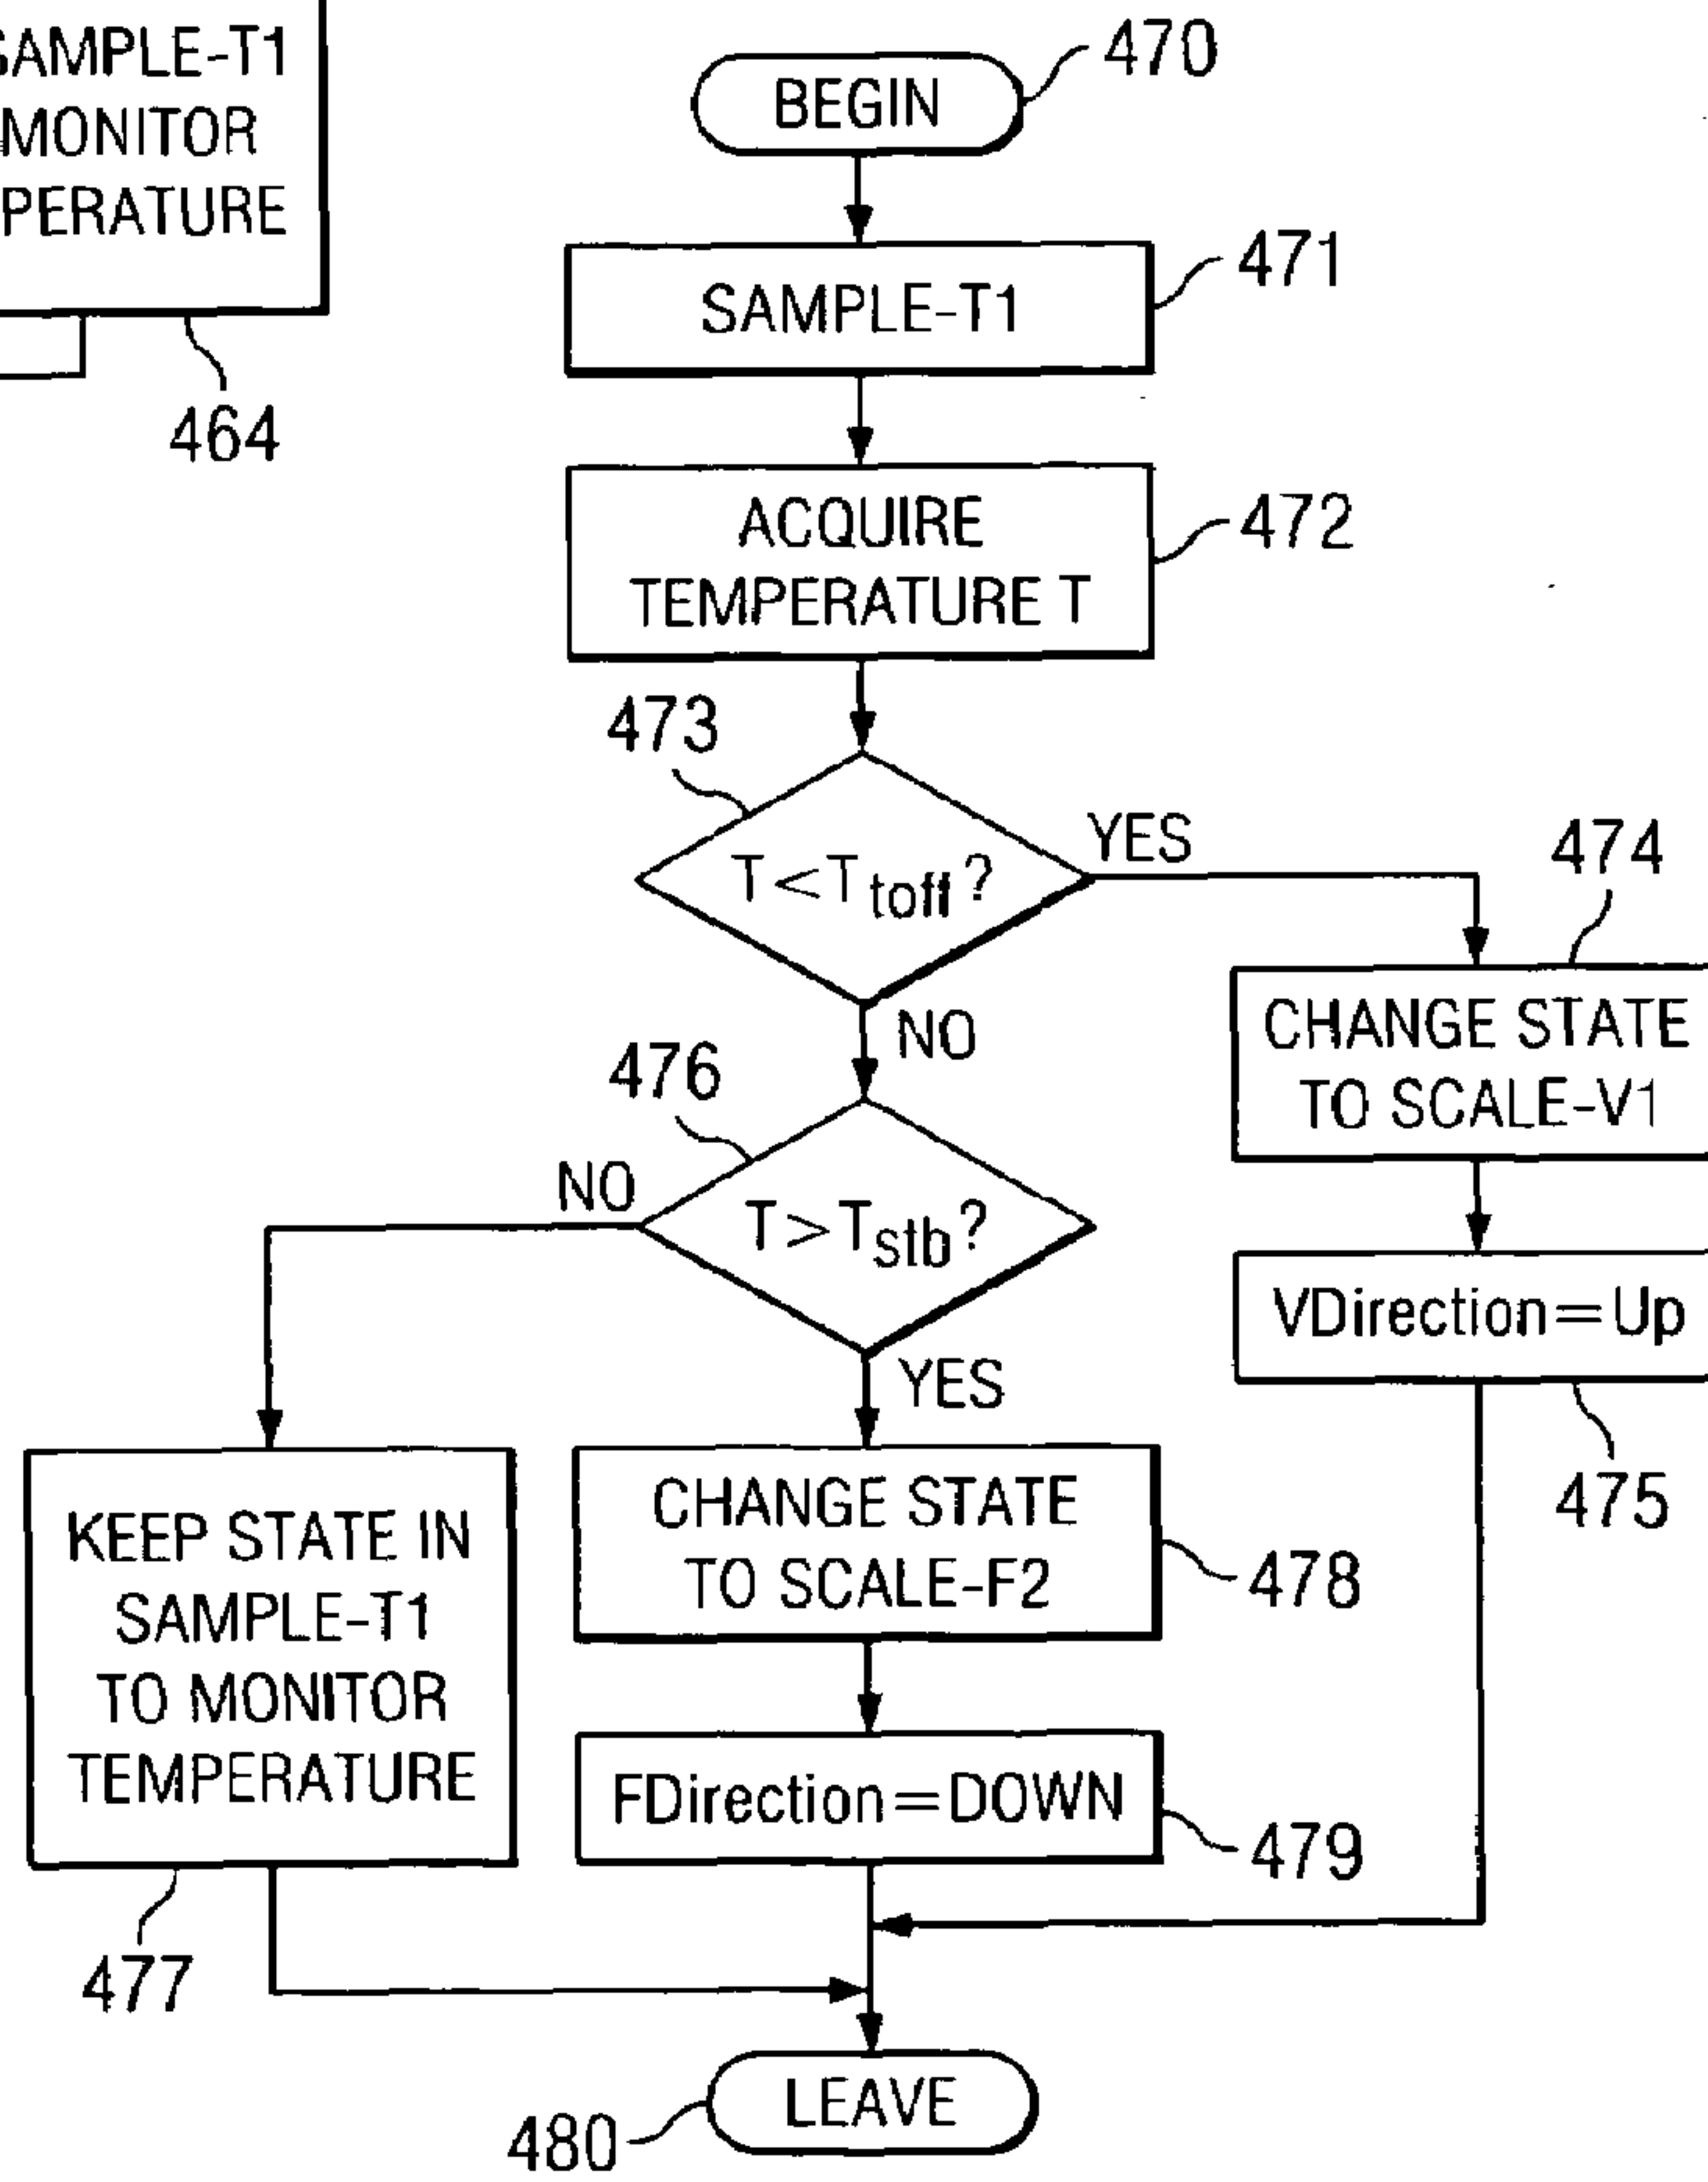 -T1
MONITOR
464
470
BEGIN
471
SAMPLE-T1
472
ACQUIRE
TEMPERATURE T
473
T<Ttoff?
YES
NO
474
CHANGE STATE
TO SCALE-V1
VDirection=Up
475
476
T>Tstb?
NO
YES
KEEP STATE IN
SAMPLE-T1
TO MONITOR
TEMPERATURE
477
CHANGE STATE
TO SCALE-F2
478
FDirection=DOWN
479
LEAVE
480